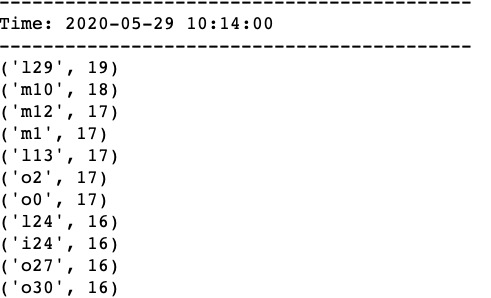 -------------------------------------------
Time: 2020-05-29 10:14:00
-------------------------------------------
('l29', 19)
('m10', 18)
('m12', 17)
('m1', 17)
('l13', 17)
('o2', 17)
('o0', 17)
('l24', 16)
('i24', 16)
('o27', 16)
('o30', 16)